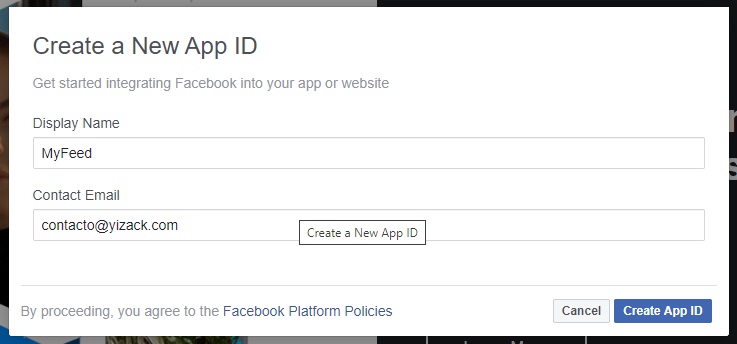 Create a New App ID
Get started integrating Facebook into your app or website
Display Name
MyFeed
Contact Email
contacto@yizack.com
Create a New App ID
By proceeding, you agree to the Facebook Platform Policies
Cancel
Create App ID